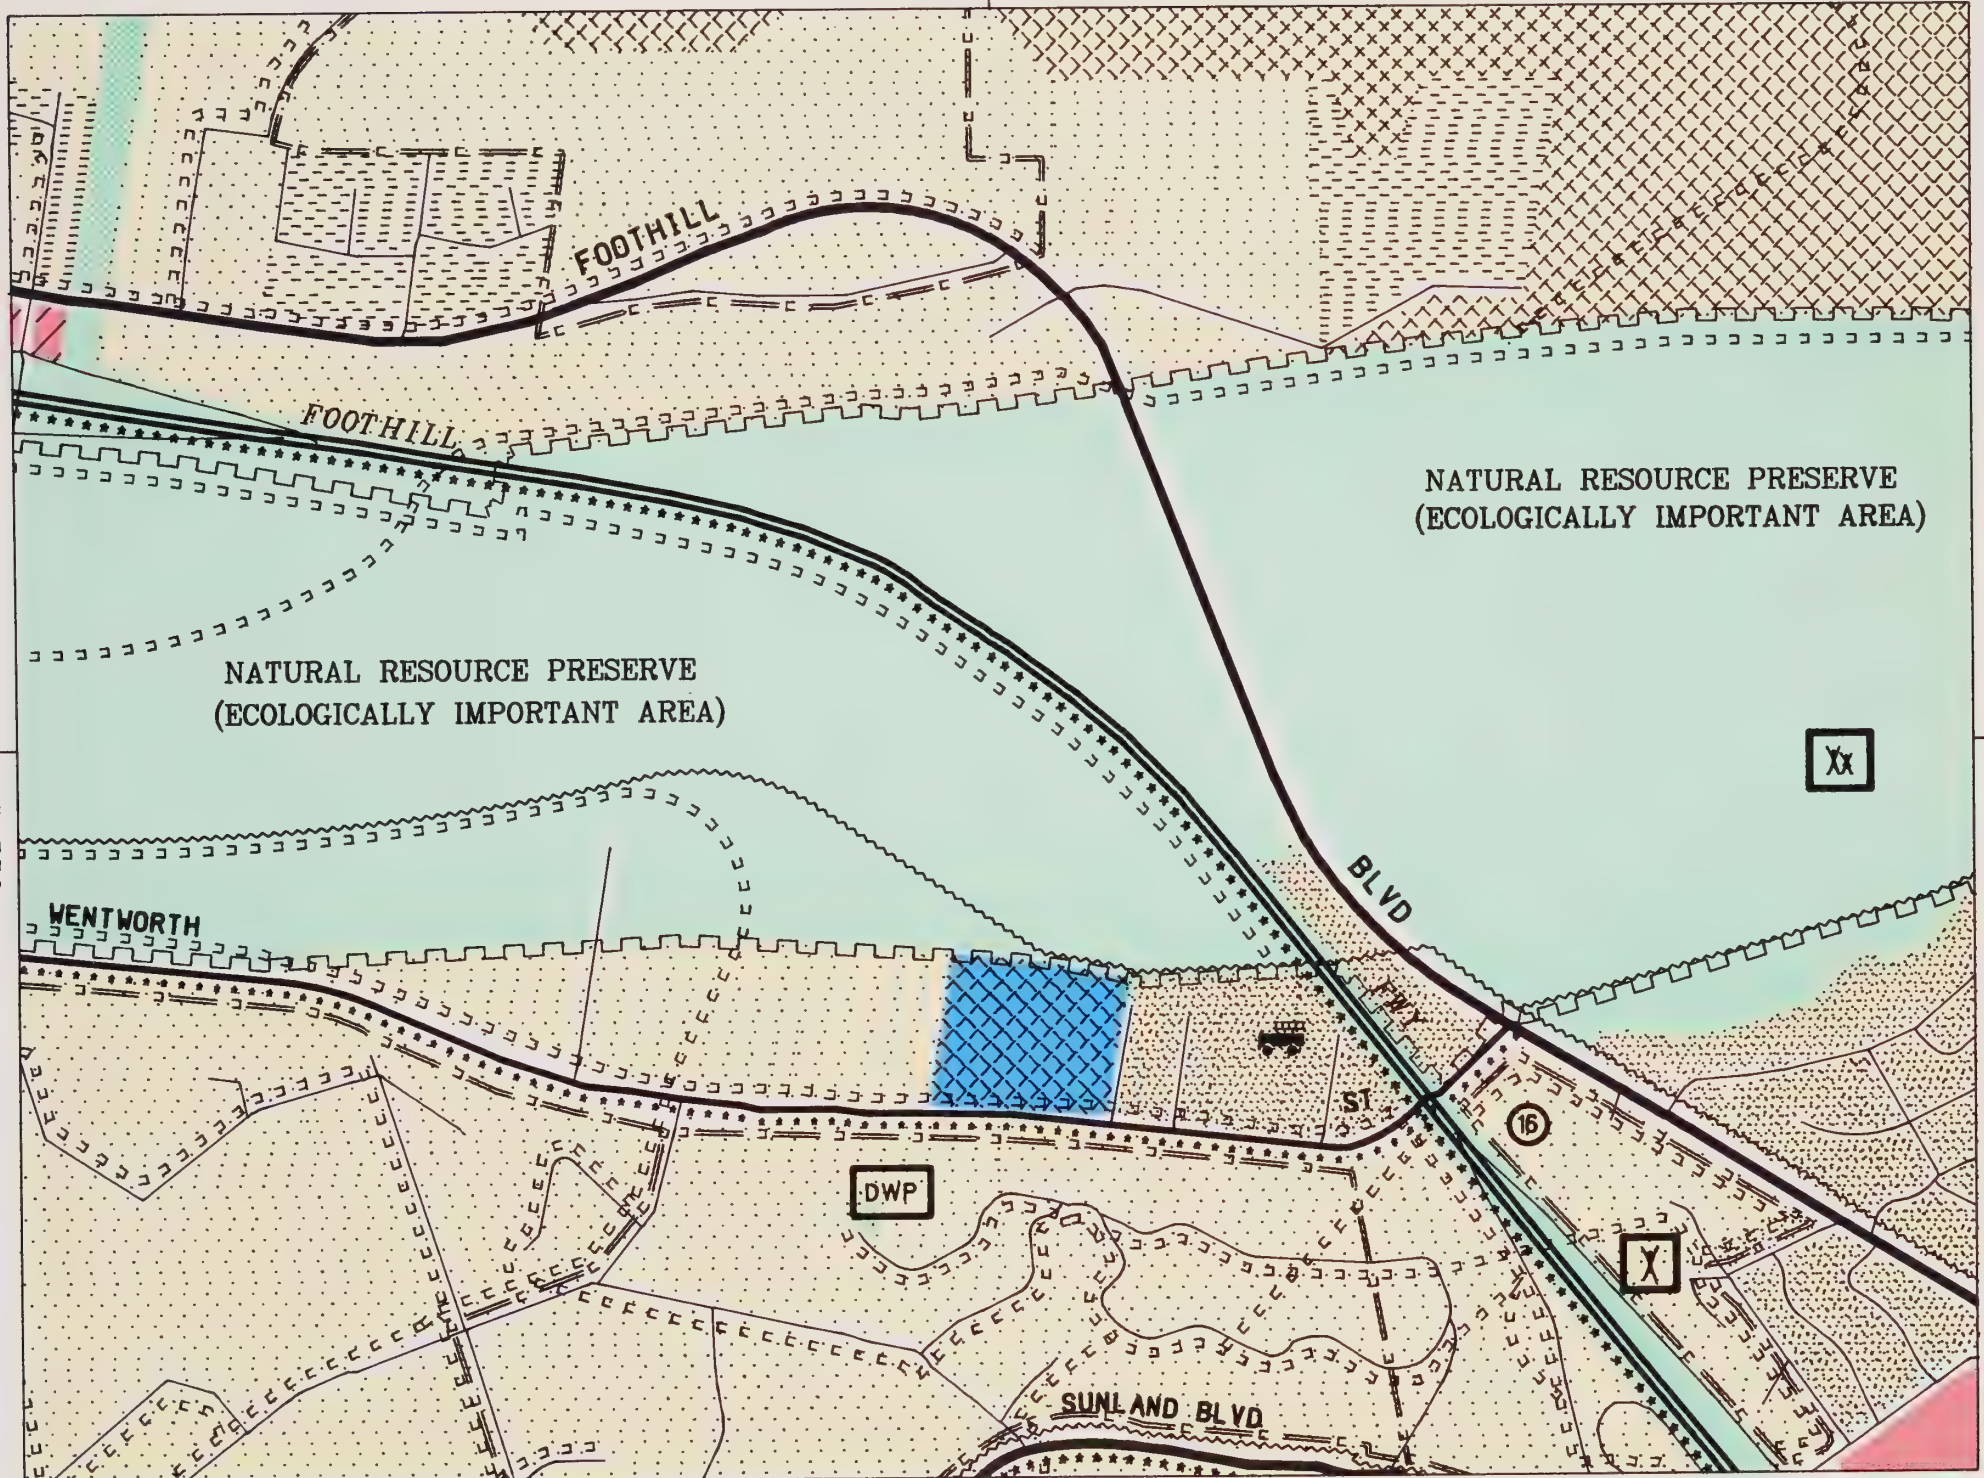 FOOTHILL
FOOTHILL
NATURAL RESOURCE PRESERVE
(ECOLOGICALLY IMPORTANT AREA)
NATURAL RESOURCE PRESERVE
(ECOLOGICALLY IMPORTANT AREA)
Xx
BLVD
WENTWORTH
FWY
ST
16
DWP
X
SUNLAND BLVD